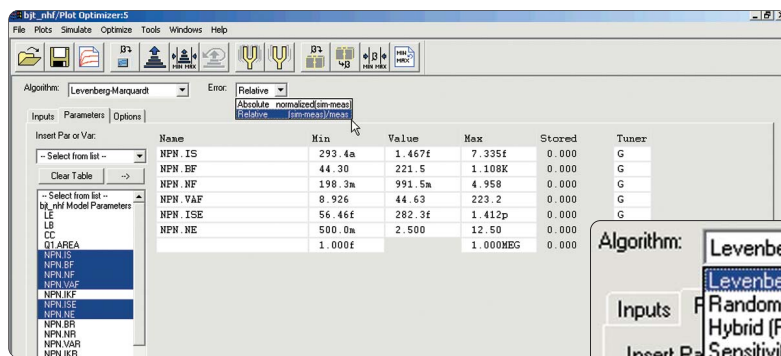 bjt_nhf/Plot Optimizer:5
File Plots Simulate Optimize Tools Windows Help
MIN MAX
MIN MAX
MIN MAX
Algorithm: Levenberg-Marquardt Error: Relative
Absolute normalized(sim-meas)
Relative (sim-meas)/meas
Inputs Parameters Options
Insert Par or Var:
Name Min Value Max Stored Tuner
-- Select from list --
NPN.IS 293.4a 1.467f 7.335f 0.000 G
NPN.BF 44.30 221.5 1.108K 0.000 G
Clear Table -->
NPN.NF 198.3m 991.5m 4.958 0.000 G
NPN.VAF 8.926 44.63 223.2 0.000 G
NPN.ISE 56.46f 282.3f 1.412p 0.000 G
NPN.NE 500.0m 2.500 12.50 0.000 G
1.000f 1.000MEG 0.000 G
-- Select from list --
bjt_nhf Model Parameters
LE
LB
CC
Q1.AREA
NPN.IS
NPN.BF
NPN.NF
NPN.VAF
NPN.IKF
NPN.ISE
NPN.NE
NPN.BR
NPN.NR
NPN.VAR
NPN.IKR
Algorithm: Levenbe
Levenbe
Inputs P
Random
Hybrid (R
Insert Pa
Sensitivi